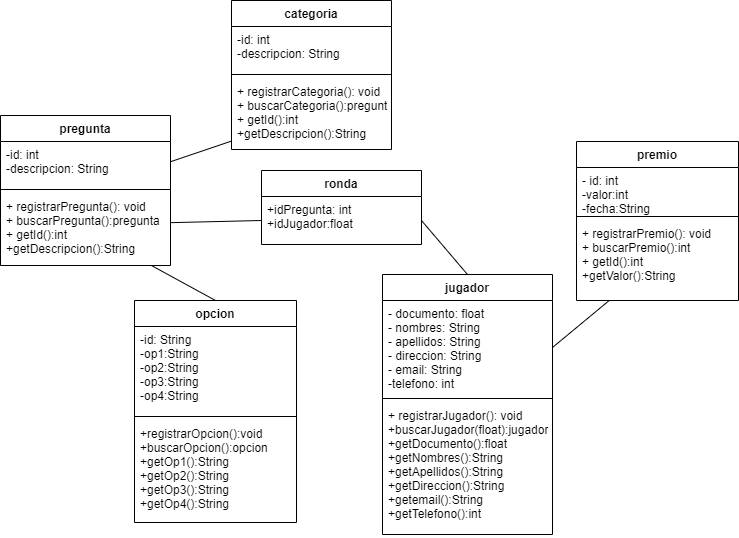 categoria
-id: int
-descripcion: String
+ registrarCategoria(): void
+ buscarCategoria():pregunt
+ getId():int
+getDescripcion():String
pregunta
-id: int
-descripcion: String
+ registrarPregunta(): void
+ buscarPregunta():pregunta
+ getId():int
+getDescripcion():String
ronda
+idPregunta: int
+idJugador:float
premio
- id: int
-valor:int
-fecha:String
+ registrarPremio(): void
+ buscarPremio():int
+ getId():int
+getValor():String
opcion
-id: String
-op1:String
-op2:String
-op3:String
-op4:String
+registrarOpcion():void
+buscarOpcion():opcion
+getOp1():String
+getOp2():String
+getOp3():String
+getOp4():String
jugador
- documento: float
- nombres: String
- apellidos: String
- direccion: String
- email: String
-telefono: int
+ registrarJugador(): void
+buscarJugador(float):jugador
+getDocumento():float
+getNombres():String
+getApellidos():String
+getDireccion():String
+getemail():String
+getTelefono():int